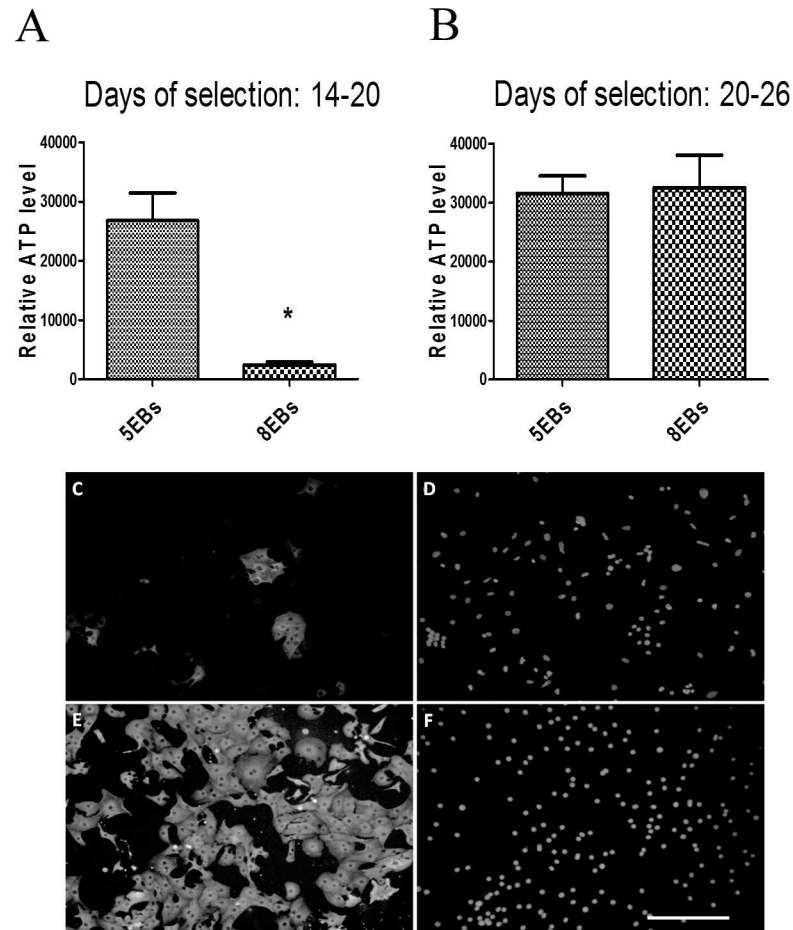 A
B
Days of selection: 14-20
Days of selection: 20-26
Relative ATP level
40000
30000
20000
10000
0
*
5EBs
8EBs
Relative ATP level
40000
30000
20000
10000
0
5EBs
8EBs
C
D
E
F